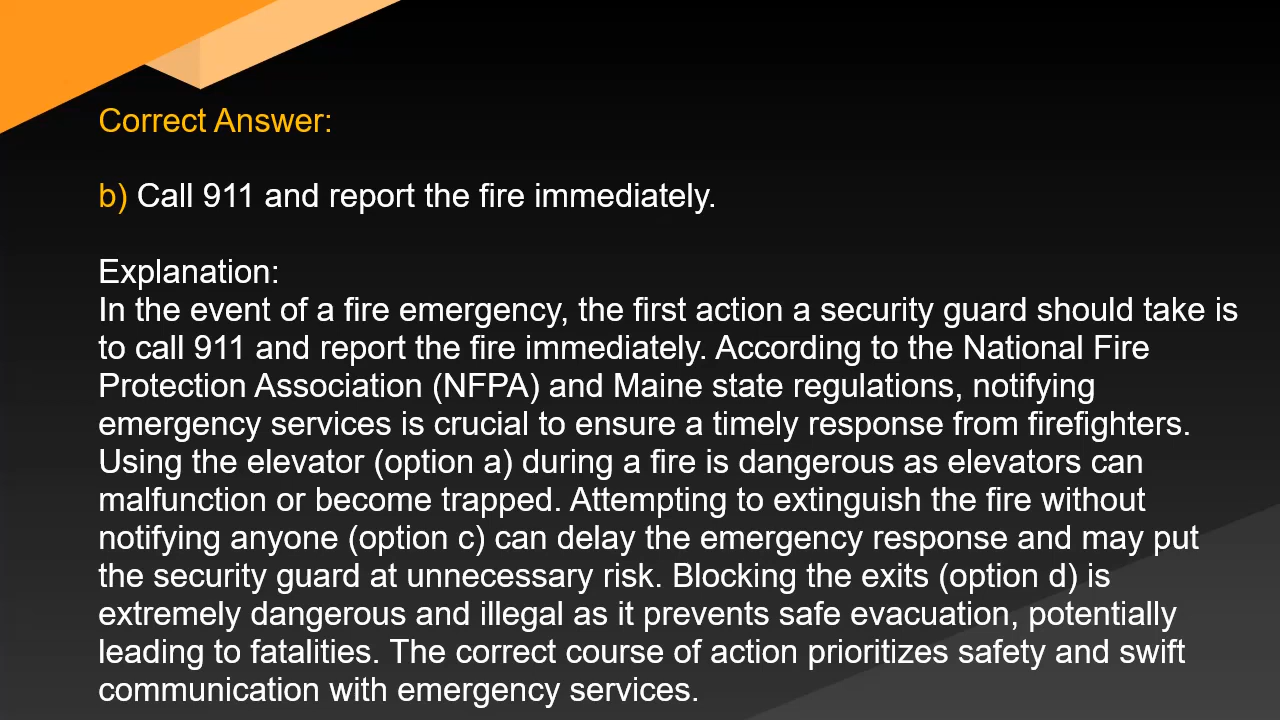 Correct Answer:
b) Call 911 and report the fire immediately.
Explanation:
In the event of a fire emergency, the first action a security guard should take is
to call 911 and report the fire immediately. According to the National Fire
Protection Association (NFPA) and Maine state regulations, notifying
emergency services is crucial to ensure a timely response from firefighters.
Using the elevator (option a) during a fire is dangerous as elevators can
malfunction or become trapped. Attempting to extinguish the fire without
notifying anyone (option c) can delay the emergency response and may put
the security guard at unnecessary risk. Blocking the exits (option d) is
extremely dangerous and illegal as it prevents safe evacuation, potentially
leading to fatalities. The correct course of action prioritizes safety and swift
communication with emergency services.